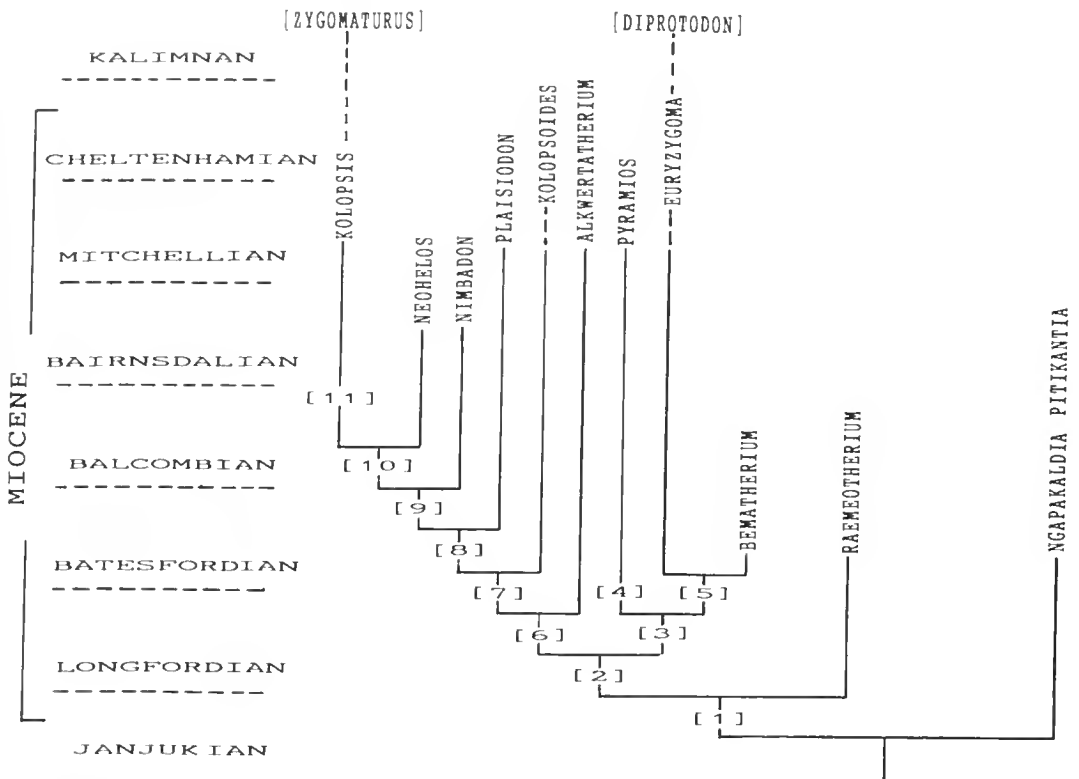 [ZYGOMATURUS]
[DIPROTODON]
KALIMNAN
CHELTENHAMIAN
MITCHELLIAN
BAIRNSDALIAN
BALCOMBIAN
BATESFORDIAN
LONGFORDIAN
JANJUKIAN
MIOCENE
KOLOPSIS
NEOHELOS
NIMBADON
PLAISIODON
KOLOPSOIDES
ALKWERTATHERIUM
PYRAMIOS
EURYZYGOMA
BEMATHERIUM
RAEMEOTHERIUM
NGAPAKALDIA PITIKANTIA
[11]
[10]
[9]
[8]
[7]
[4]
[5]
[6]
[3]
[2]
[1]